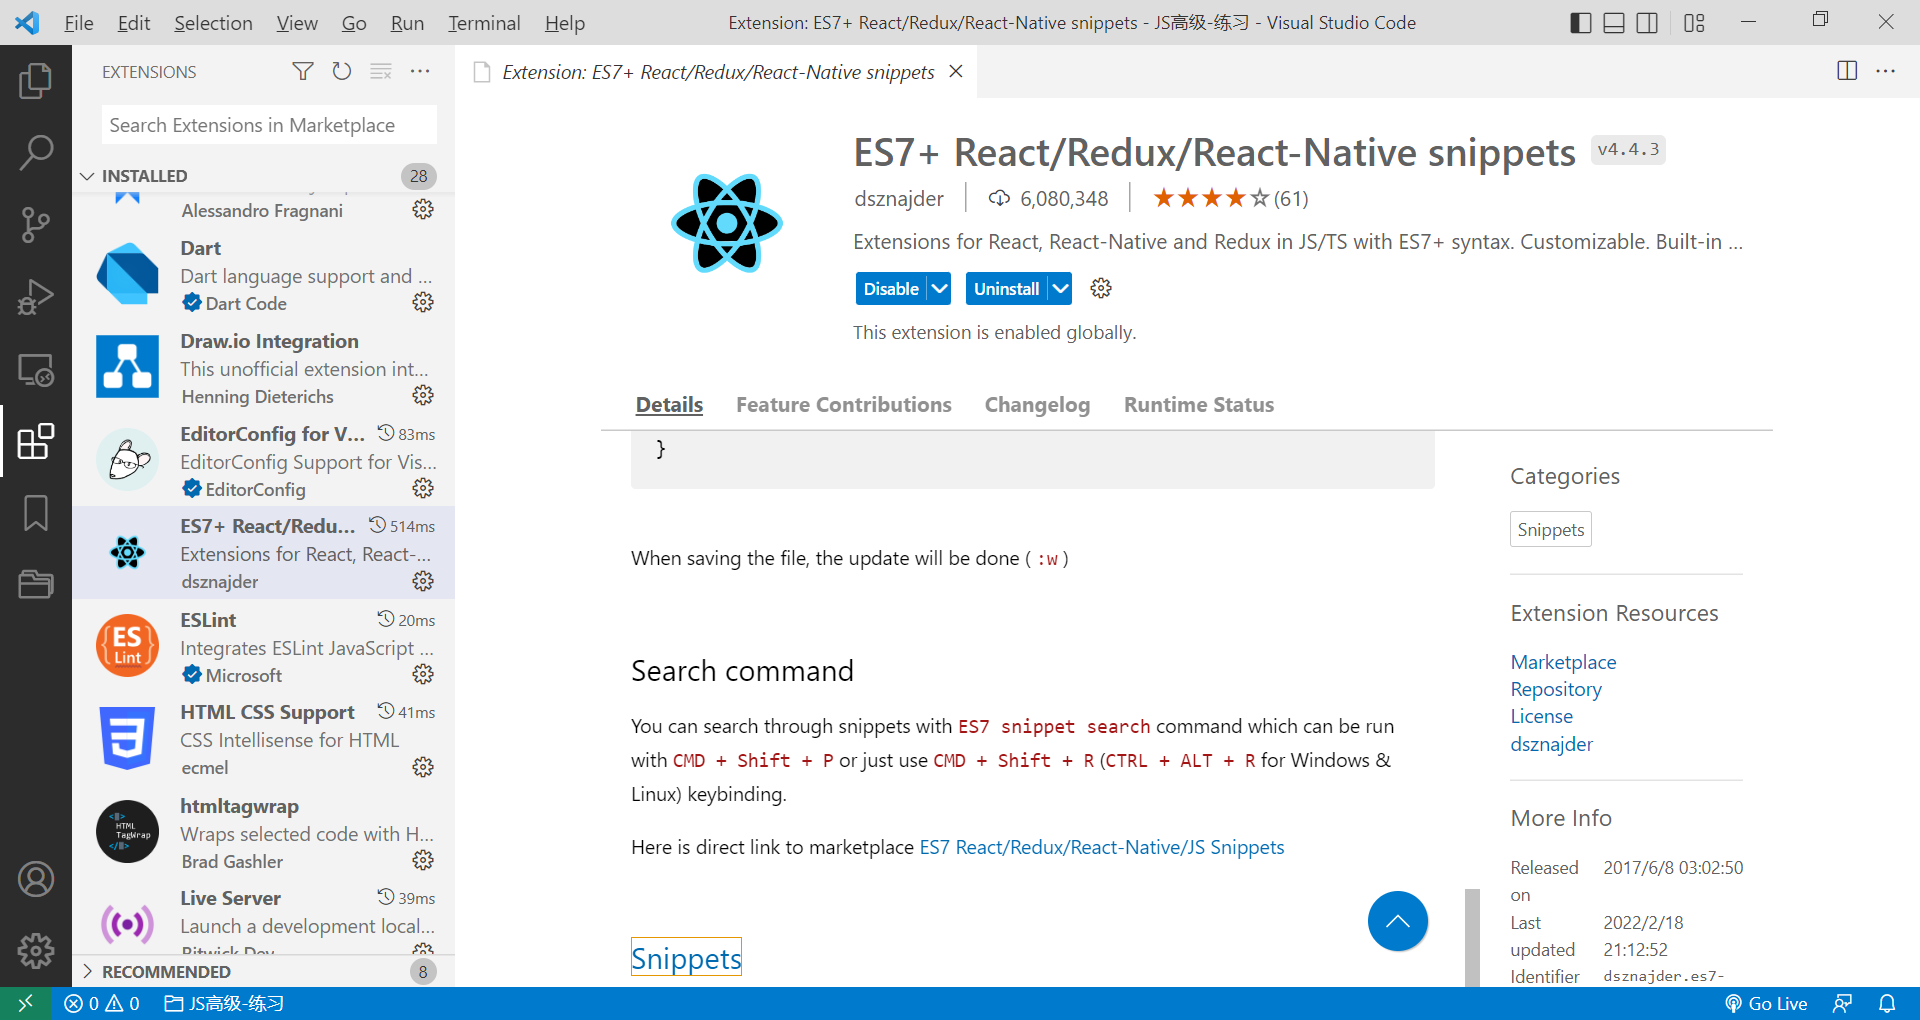 File Edit Selection View Go Run Terminal Help
Extension: ES7+ React/Redux/React-Native snippets - JS高级-练习 - Visual Studio Code
EXTENSIONS
Search Extensions in Marketplace
INSTALLED 28
Alessandro Fragnani
Dart
Dart language support and ...
Dart Code
Draw.io Integration
This unofficial extension int...
Henning Dieterichs
EditorConfig for V... 83ms
EditorConfig Support for Vis...
EditorConfig
ES7+ React/Redu... 514ms
Extensions for React, React-...
dsznajder
ESLint 20ms
Integrates ESLint JavaScript ...
Microsoft
HTML CSS Support 41ms
CSS Intellisense for HTML
ecmel
htmltagwrap
Wraps selected code with H...
Brad Gashler
Live Server 39ms
Launch a development local...
Ritwick Dey
RECOMMENDED 8
ES
Lint
HTML
TagWrap
Extension: ES7+ React/Redux/React-Native snippets
ES7+ React/Redux/React-Native snippets v4.4.3
dsznajder 6,080,348 (61)
Extensions for React, React-Native and Redux in JS/TS with ES7+ syntax. Customizable. Built-in ...
Disable Uninstall
This extension is enabled globally.
Details Feature Contributions Changelog Runtime Status
}
When saving the file, the update will be done ( :w )
Search command
You can search through snippets with ES7 snippet search command which can be run
with CMD + Shift + P or just use CMD + Shift + R (CTRL + ALT + R for Windows &
Linux) keybinding.
Here is direct link to marketplace ES7 React/Redux/React-Native/JS Snippets
Snippets
Categories
Snippets
Extension Resources
Marketplace
Repository
License
dsznajder
More Info
Released on 2017/6/8 03:02:50
Last updated 2022/2/18 21:12:52
Identifier dsznajder.es7-
0 0 JS高级-练习
Go Live